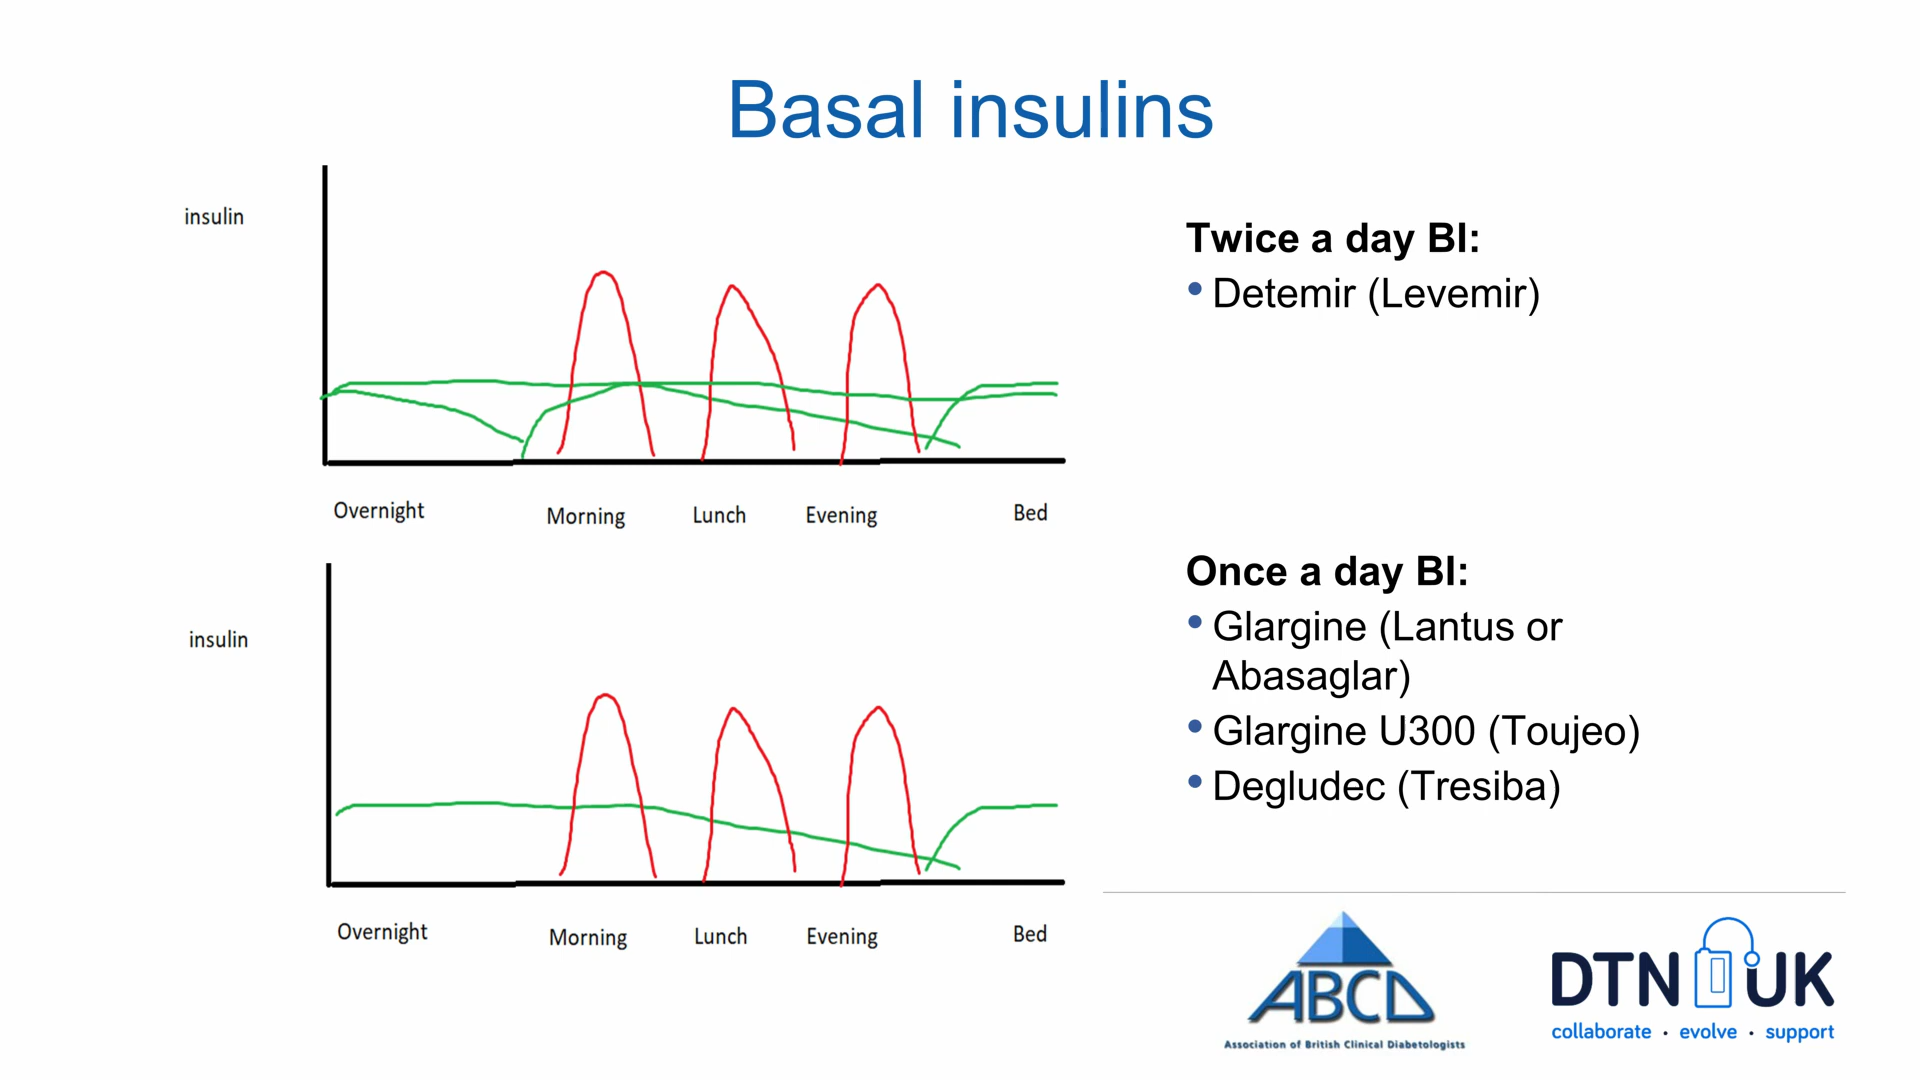 Basal insulins
insulin
Overnight
Morning
Lunch
Evening
Bed
Twice a day BI:
• Detemir (Levemir)
insulin
Overnight
Morning
Lunch
Evening
Bed
Once a day BI:
• Glargine (Lantus or
Abasaglar)
• Glargine U300 (Toujeo)
• Degludec (Tresiba)
ABCD
Association of British Clinical Diabetologists
DTN UK
collaborate · evolve · support